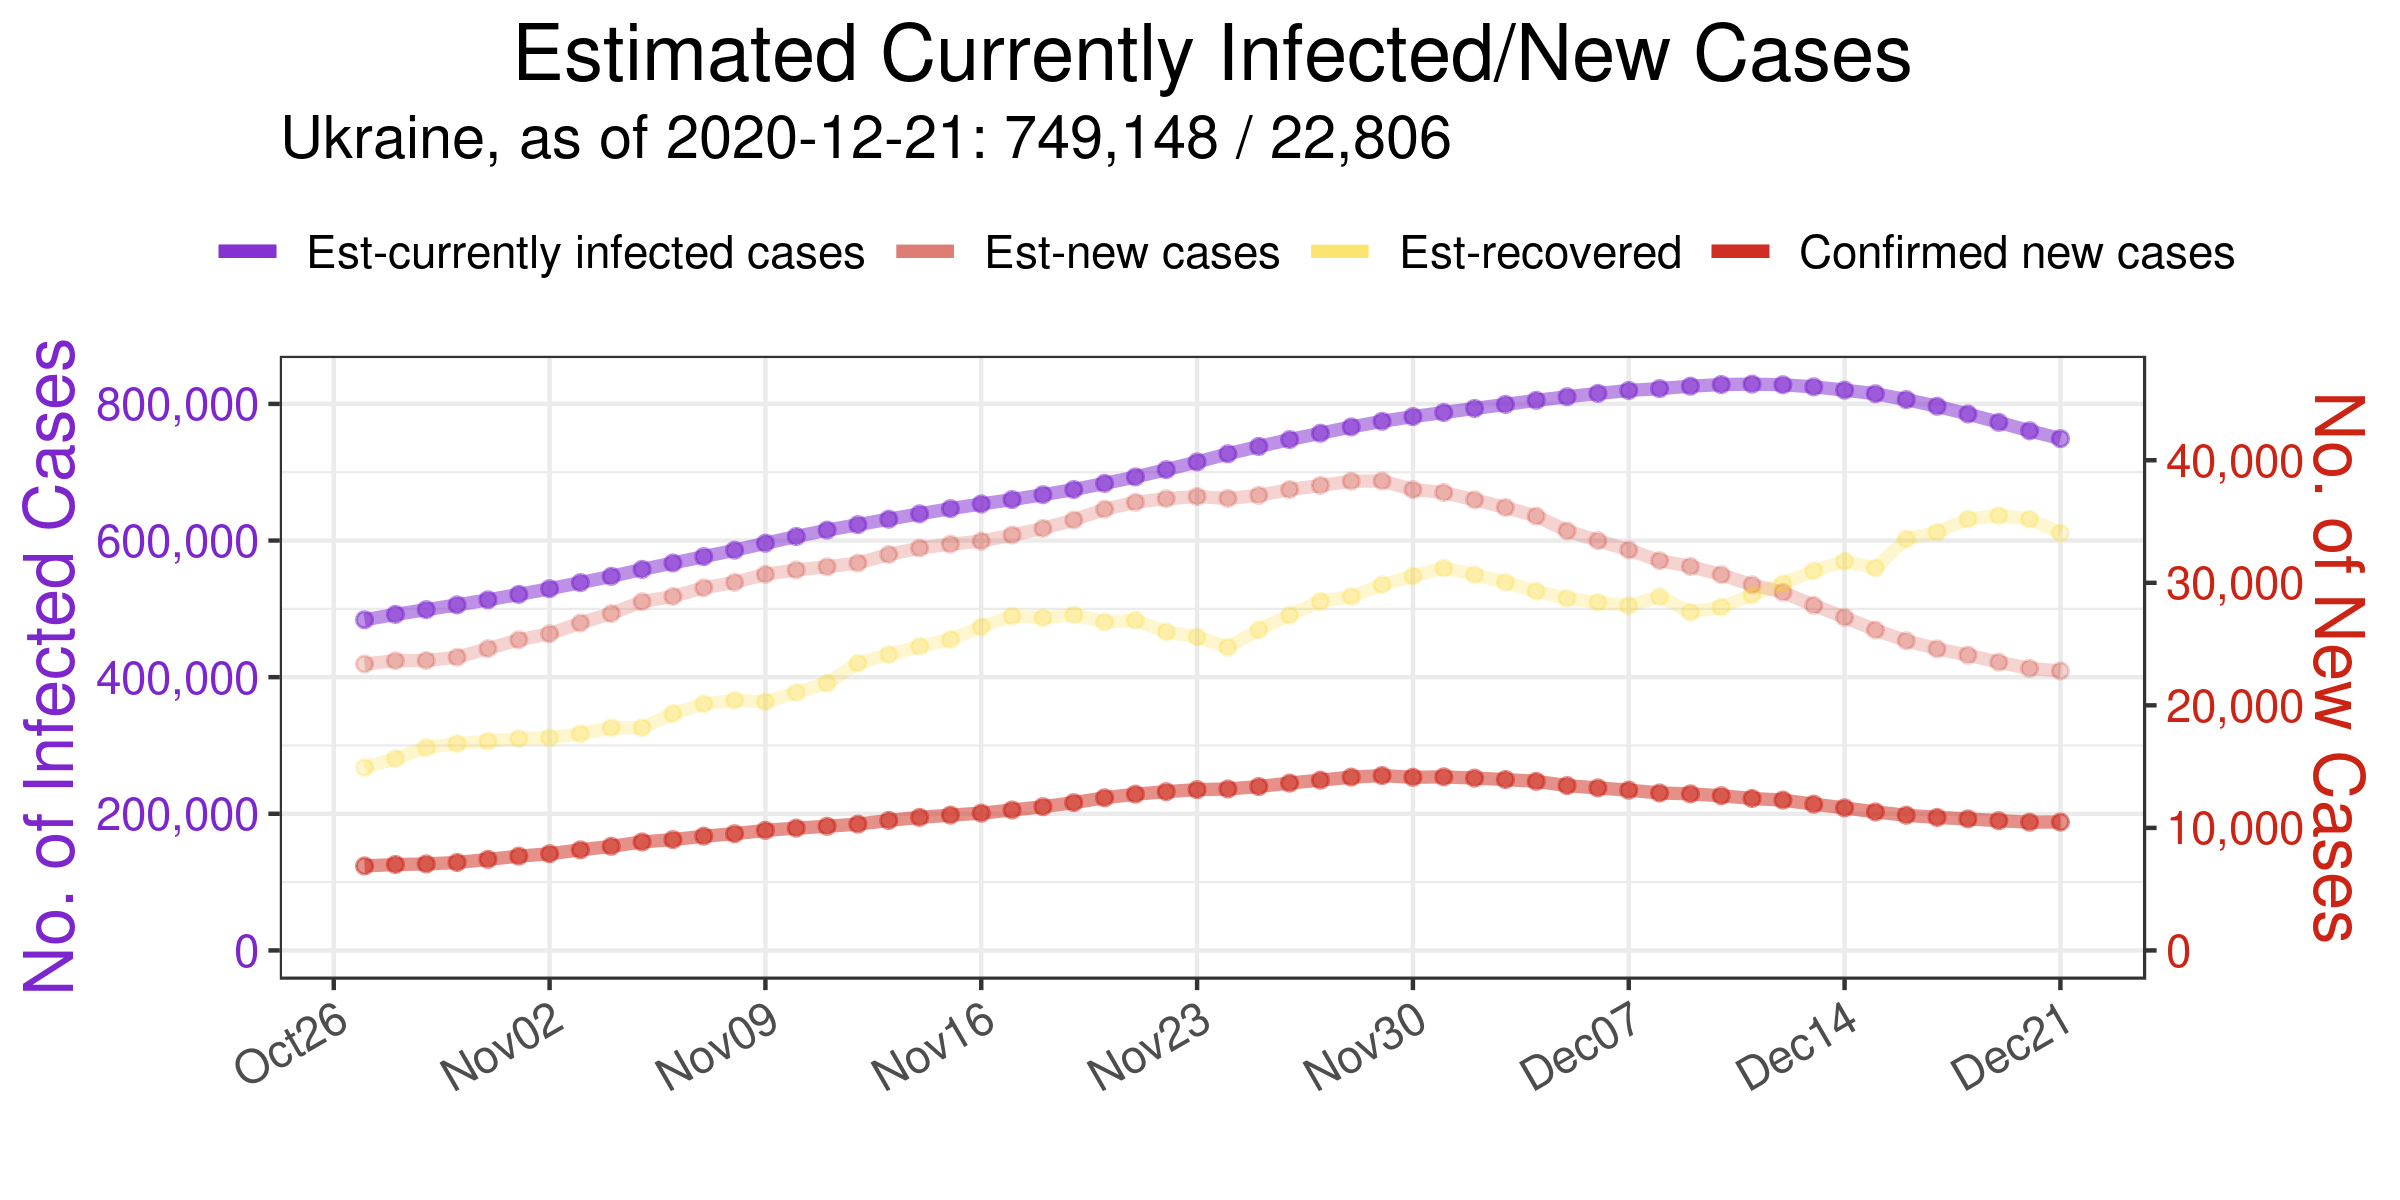 Estimated Currently Infected/New Cases
Ukraine, as of 2020-12-21: 749,148 / 22,806
Est-currently infected cases Est-new cases Est-recovered Confirmed new cases
No. of Infected Cases
800,000
600,000
400,000
200,000
0
40,000
30,000
20,000
10,000
0
No. of New Cases
Oct26 Nov02 Nov09 Nov16 Nov23 Nov30 Dec07 Dec14 Dec21